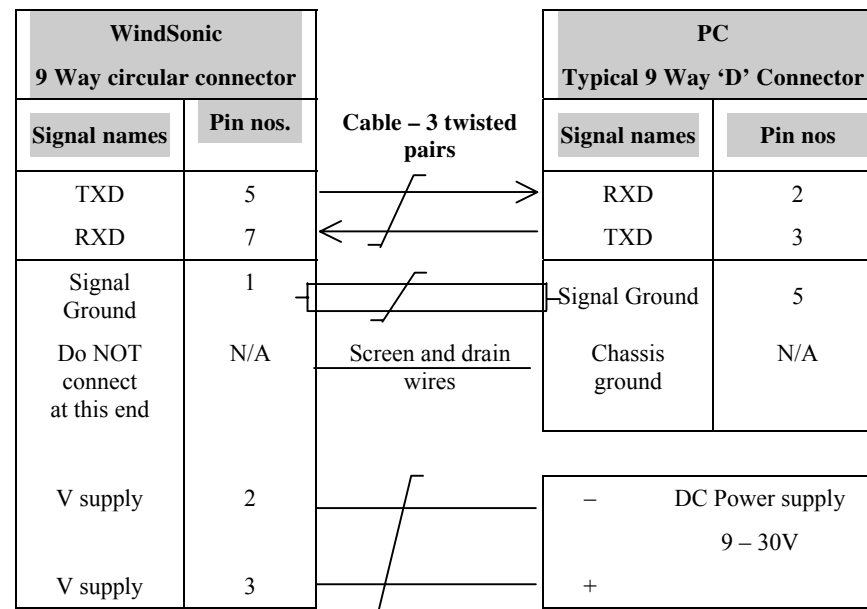 WindSonic
9 Way circular connector
PC
Typical 9 Way ‘D’ Connector
Signal names
Pin nos.
Cable – 3 twisted
pairs
Signal names
Pin nos
TXD 5 RXD 2
RXD 7 TXD 3
Signal
Ground
1
Signal Ground 5
Do NOT
connect
at this end
N/A
Screen and drain
wires
Chassis
ground
N/A
V supply 2 – DC Power supply
9 – 30V
V supply 3 +